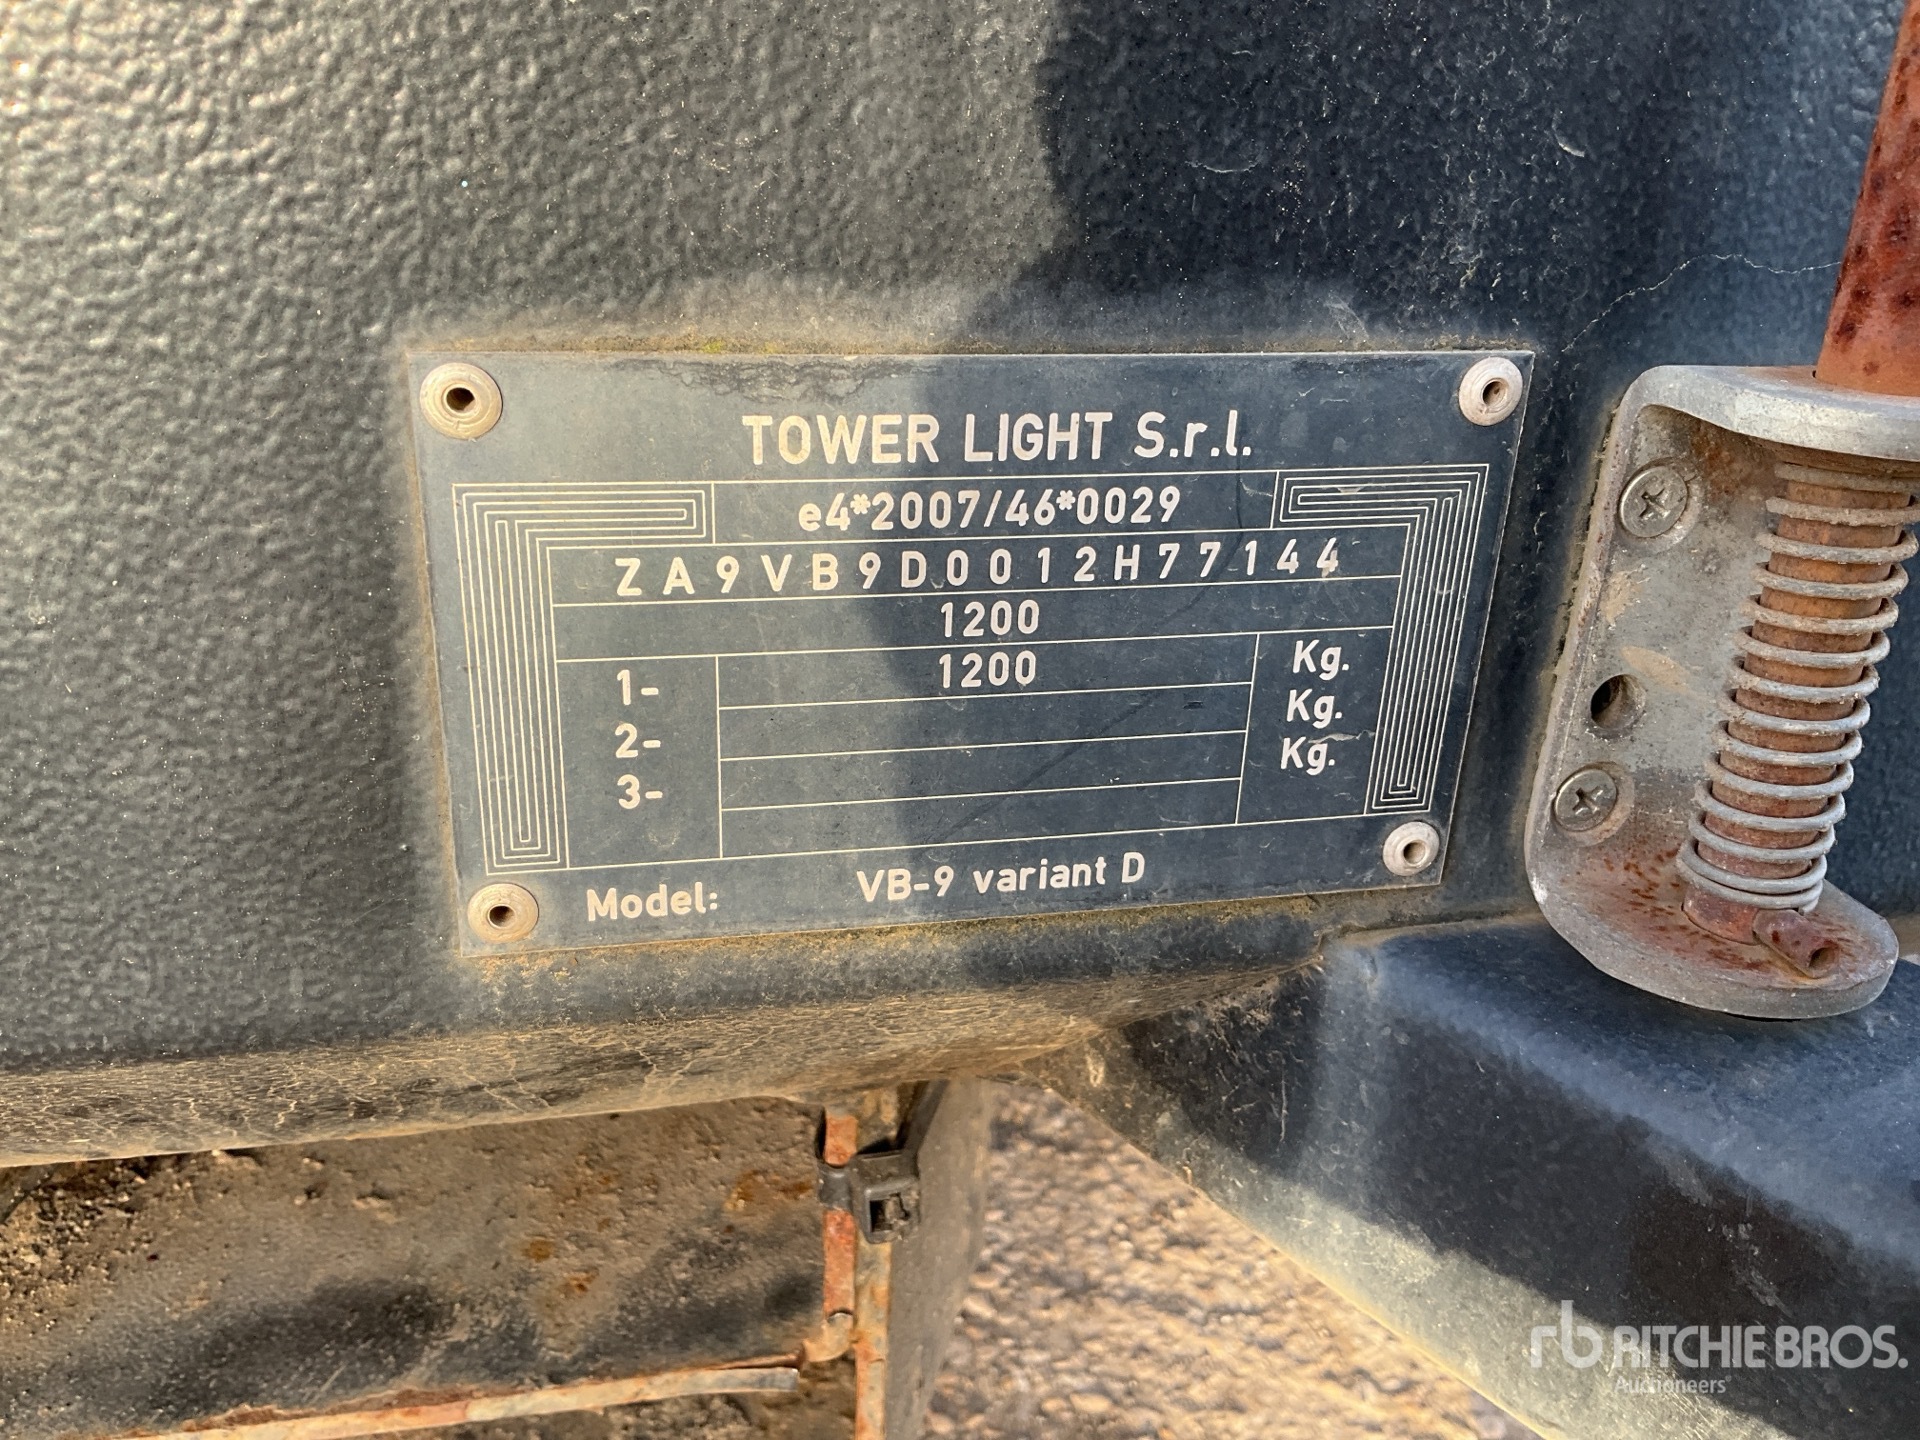 TOWER LIGHT S.r.l.
e4*2007/46*0029
ZA9VB9D0012H77144
1200
1- 1200 Kg.
2- Kg.
3- Kg.
Model: VB-9 variant D
rb RITCHIE BROS.
Auctioneers